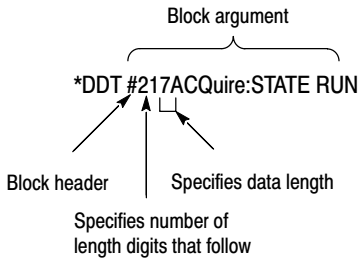 Block argument
*DDT #217ACQuire:STATE RUN
Block header
Specifies data length
Specifies number of
length digits that follow